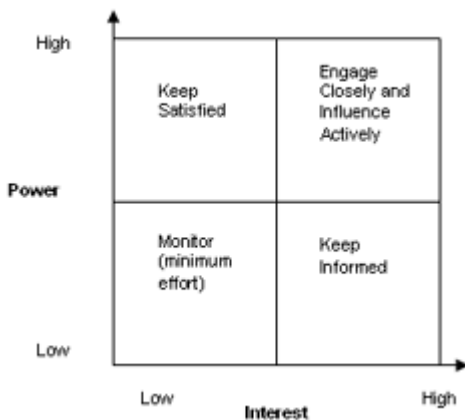 High
Keep
Satisfied
Engage
Closely and
Influence
Actively
Power
Monitor
(minimum
effort)
Keep
Informed
Low
Low
High
Interest